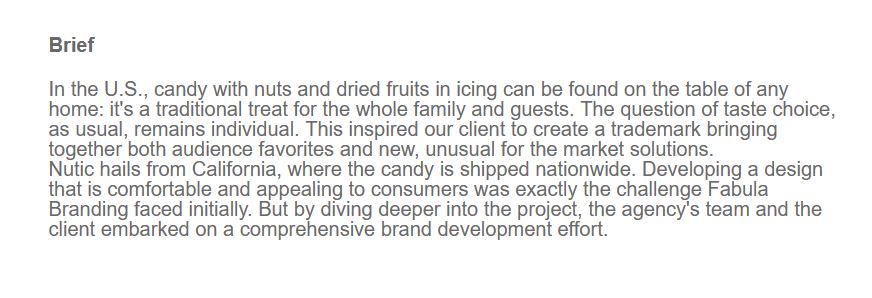 Brief
In the U.S., candy with nuts and dried fruits in icing can be found on the table of any
home: it's a traditional treat for the whole family and guests. The question of taste choice,
as usual, remains individual. This inspired our client to create a trademark bringing
together both audience favorites and new, unusual for the market solutions.
Nutic hails from California, where the candy is shipped nationwide. Developing a design
that is comfortable and appealing to consumers was exactly the challenge Fabula
Branding faced initially. But by diving deeper into the project, the agency's team and the
client embarked on a comprehensive brand development effort.